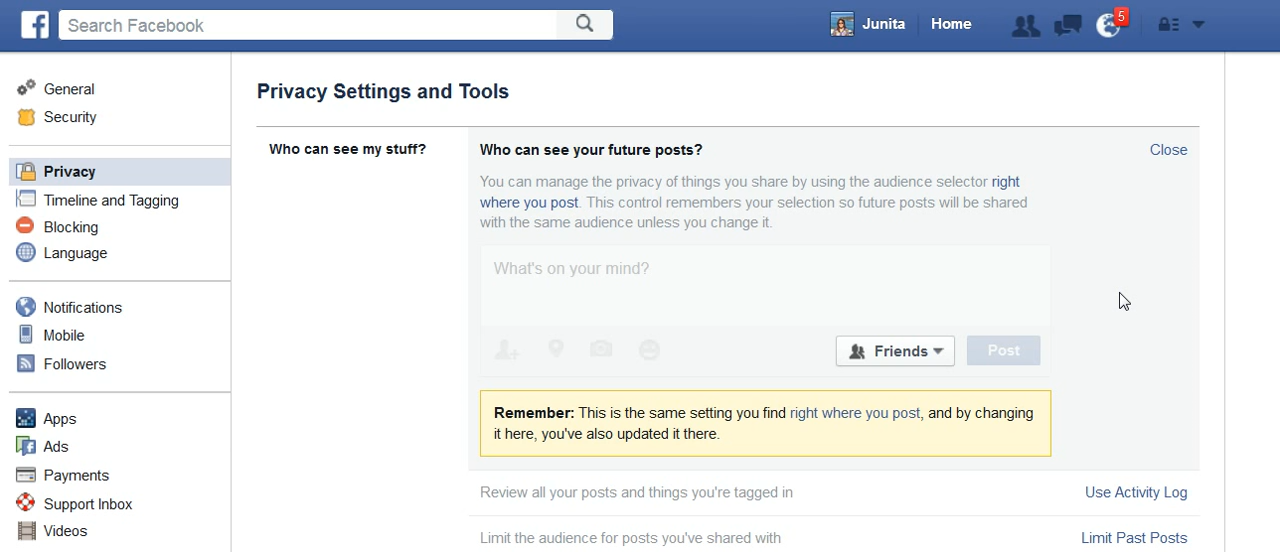 f
Search Facebook
Junita
Home
5
General
Security
Privacy
Timeline and Tagging
Blocking
Language
Notifications
Mobile
Followers
Apps
Ads
Payments
Support Inbox
Videos
Privacy Settings and Tools
Who can see my stuff?
Who can see your future posts?
Close
You can manage the privacy of things you share by using the audience selector right
where you post. This control remembers your selection so future posts will be shared
with the same audience unless you change it.
What's on your mind?
Friends
Post
Remember: This is the same setting you find right where you post, and by changing
it here, you've also updated it there.
Review all your posts and things you're tagged in
Use Activity Log
Limit the audience for posts you've shared with
Limit Past Posts